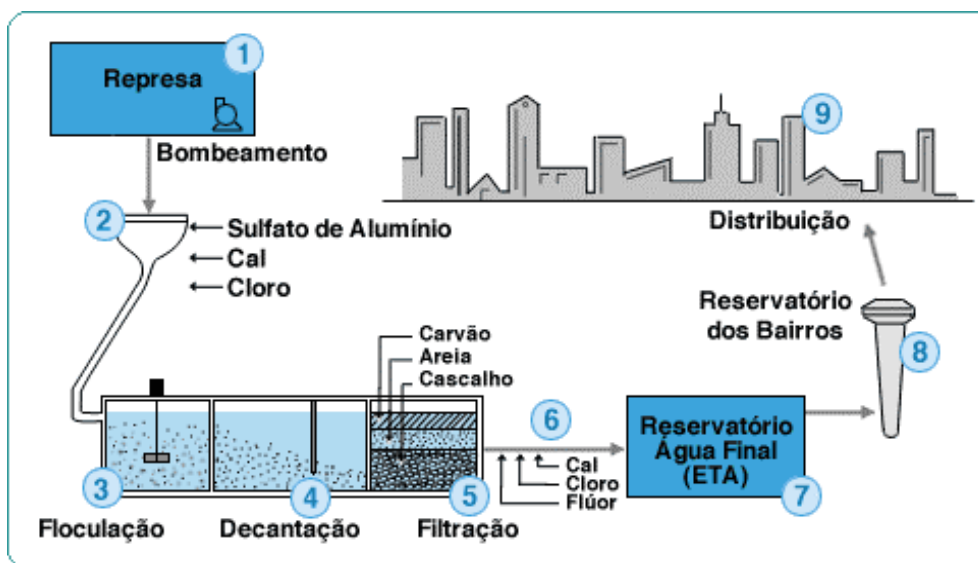 1
Represa
Bombeamento
2
Sulfato de Alumínio
Cal
Cloro
Carvão
Areia
Cascalho
3
Floculação
4
Decantação
5
Filtração
6
Cal
Cloro
Flúor
Reservatório
Água Final
(ETA)
7
Reservatório
dos Bairros
8
Distribuição
9